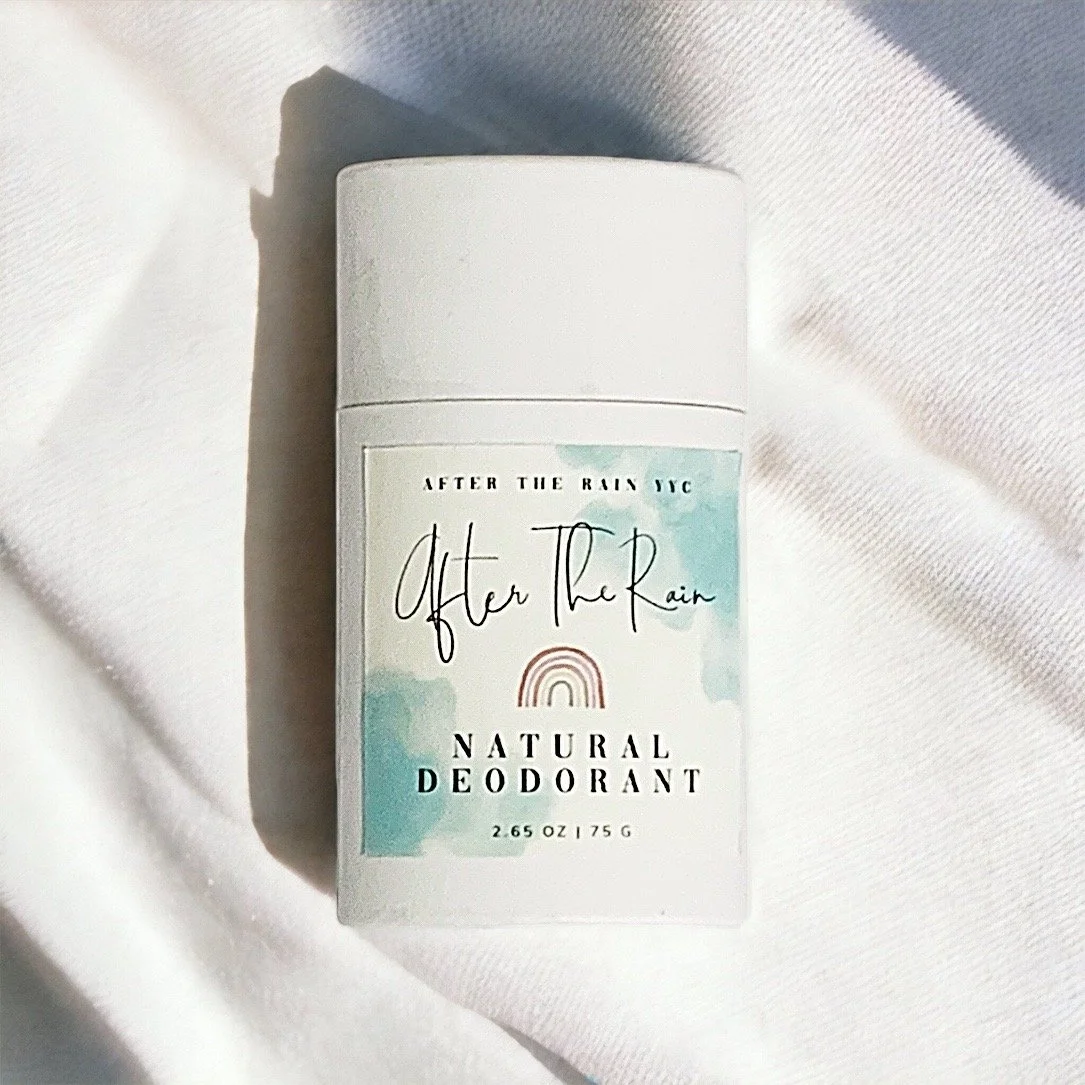 AFTER THE RAIN YYC
After The Rain
NATURAL
DEODORANT
2.65 OZ | 75 G